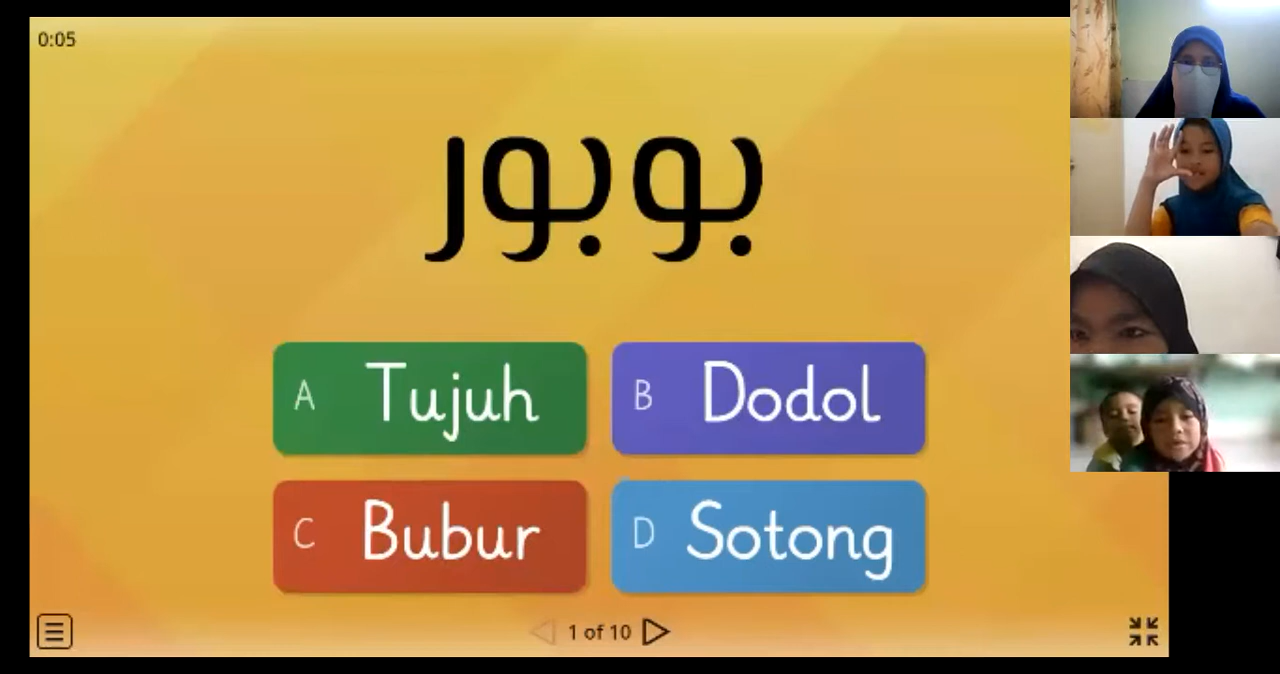 0:05
بوبور
A Tujuh
B Dodol
C Bubur
D Sotong
1 of 10